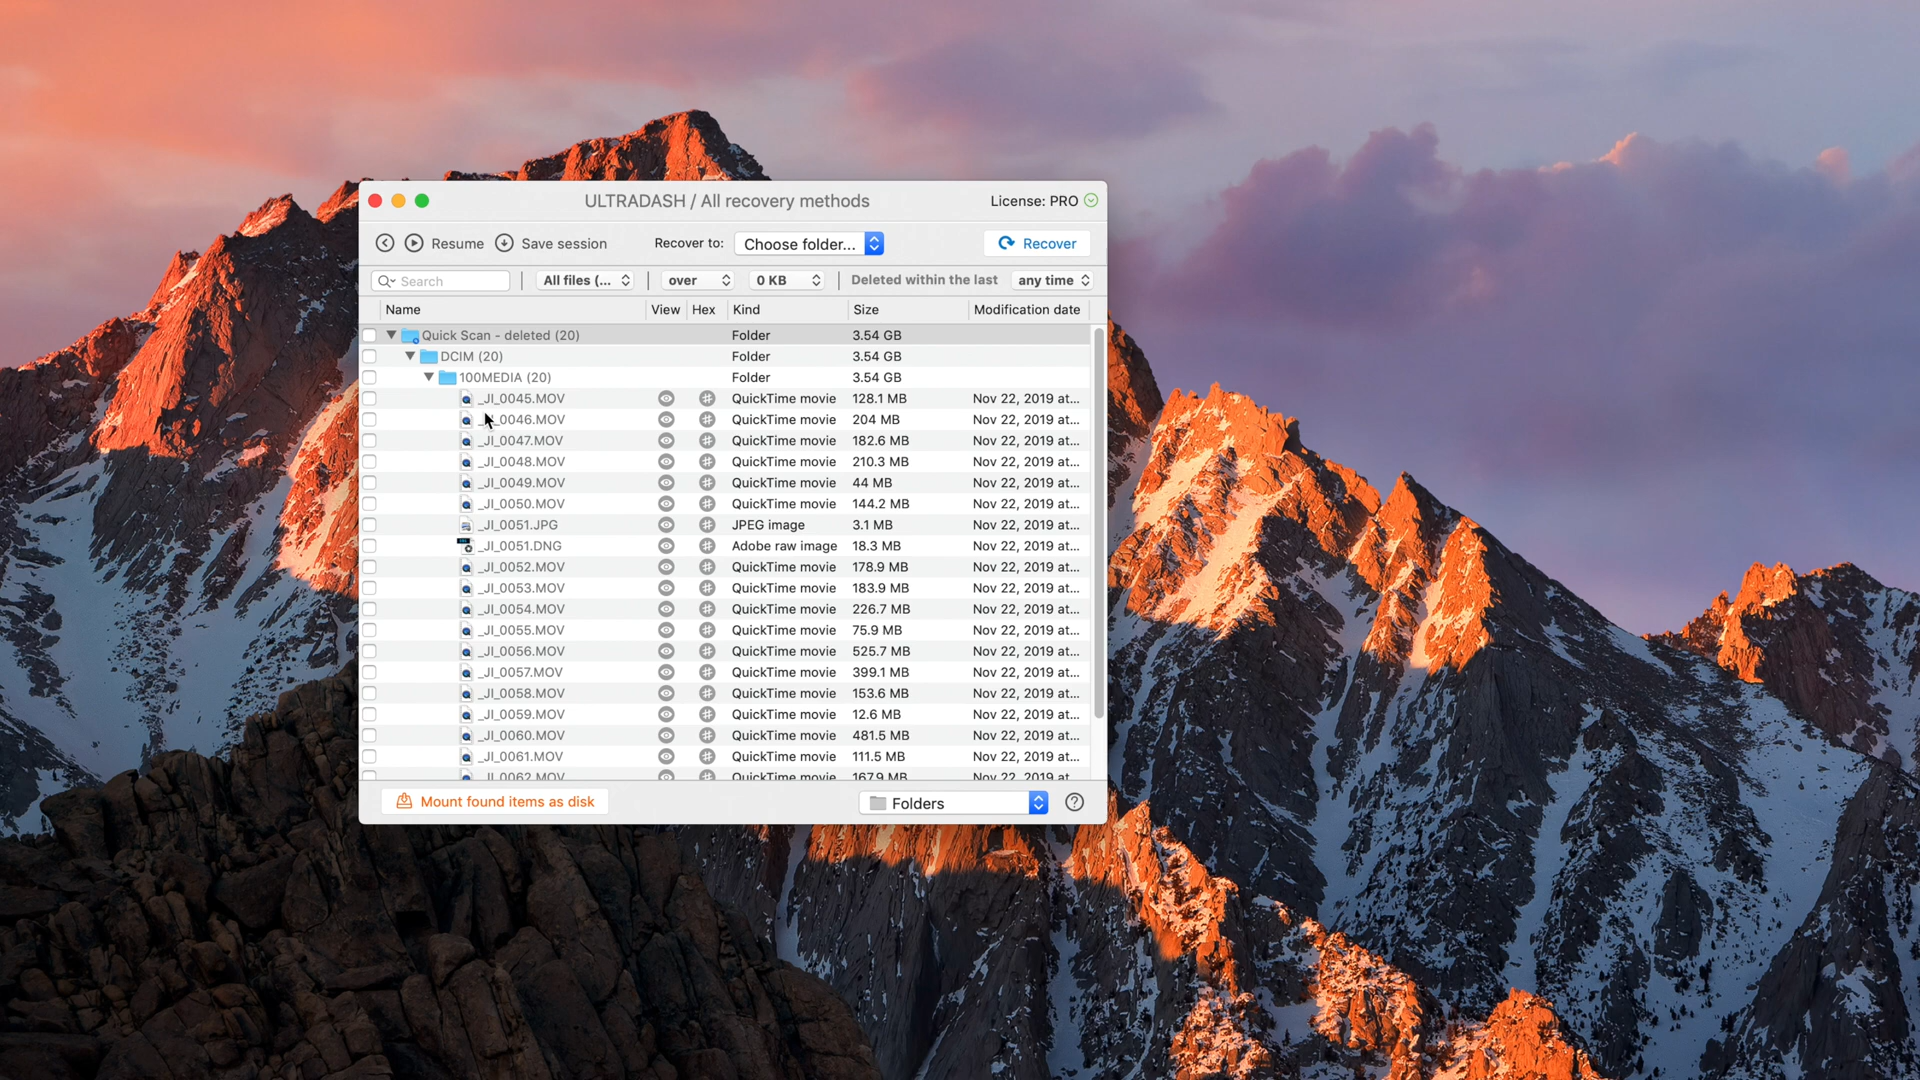 ULTRADASH / All recovery methods
License: PRO
Resume
Save session
Recover to:
Choose folder...
Recover
Search
All files (...
over
0 KB
Deleted within the last
any time
Name View Hex Kind Size Modification date
Quick Scan - deleted (20) Folder 3.54 GB
DCIM (20) Folder 3.54 GB
100MEDIA (20) Folder 3.54 GB
_JI_0045.MOV QuickTime movie 128.1 MB Nov 22, 2019 at...
0046.MOV QuickTime movie 204 MB Nov 22, 2019 at...
_JI_0047.MOV QuickTime movie 182.6 MB Nov 22, 2019 at...
_JI_0048.MOV QuickTime movie 210.3 MB Nov 22, 2019 at...
_JI_0049.MOV QuickTime movie 44 MB Nov 22, 2019 at...
_JI_0050.MOV QuickTime movie 144.2 MB Nov 22, 2019 at...
_JI_0051.JPG JPEG image 3.1 MB Nov 22, 2019 at...
_JI_0051.DNG Adobe raw image 18.3 MB Nov 22, 2019 at...
_JI_0052.MOV QuickTime movie 178.9 MB Nov 22, 2019 at...
_JI_0053.MOV QuickTime movie 183.9 MB Nov 22, 2019 at...
_JI_0054.MOV QuickTime movie 226.7 MB Nov 22, 2019 at...
_JI_0055.MOV QuickTime movie 75.9 MB Nov 22, 2019 at...
_JI_0056.MOV QuickTime movie 525.7 MB Nov 22, 2019 at...
_JI_0057.MOV QuickTime movie 399.1 MB Nov 22, 2019 at...
_JI_0058.MOV QuickTime movie 153.6 MB Nov 22, 2019 at...
_JI_0059.MOV QuickTime movie 12.6 MB Nov 22, 2019 at...
_JI_0060.MOV QuickTime movie 481.5 MB Nov 22, 2019 at...
_JI_0061.MOV QuickTime movie 111.5 MB Nov 22, 2019 at...
_JI_0062.MOV QuickTime movie 167.9 MB Nov 22, 2019 at...
Mount found items as disk
Folders